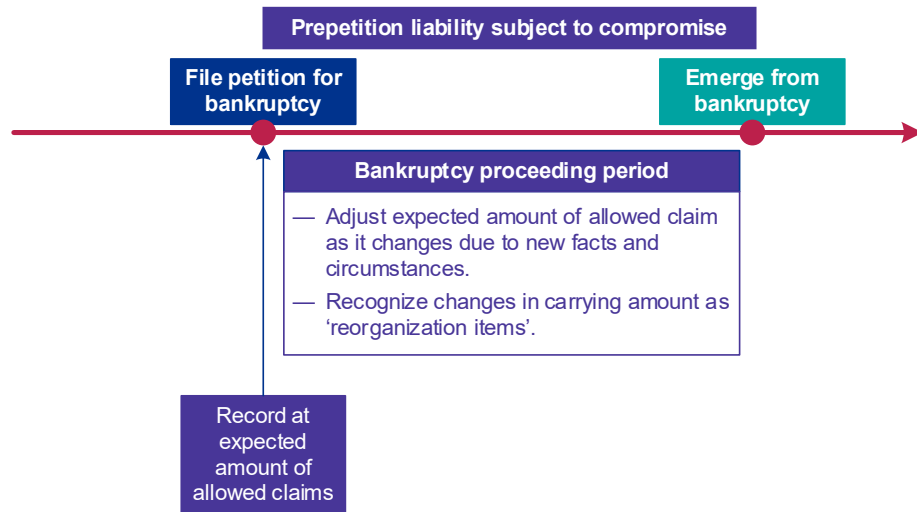 Prepetition liability subject to compromise
File petition for
bankruptcy
Emerge from
bankruptcy
Bankruptcy proceeding period
— Adjust expected amount of allowed claim
as it changes due to new facts and
circumstances.
— Recognize changes in carrying amount as
‘reorganization items’.
Record at
expected
amount of
allowed claims